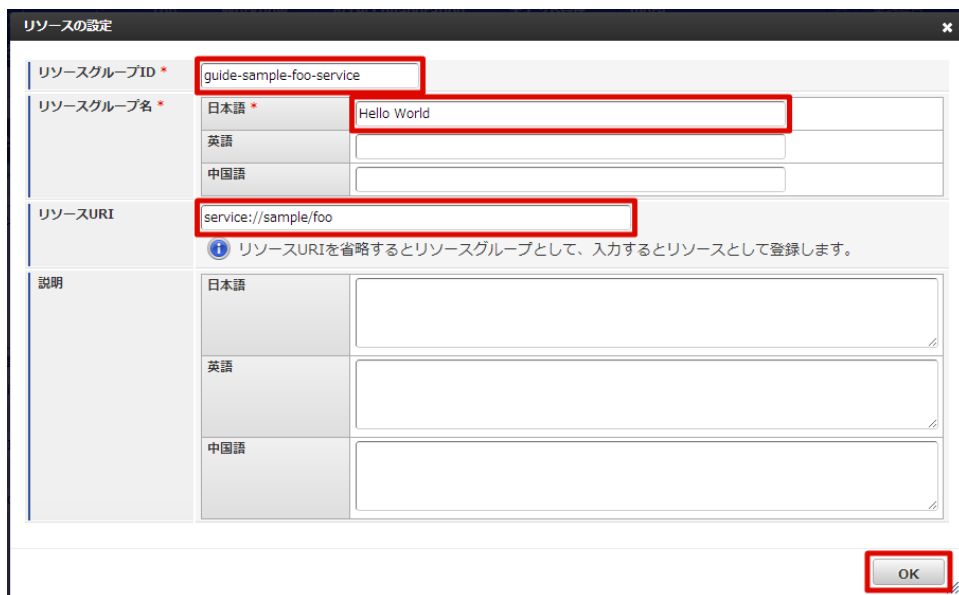 リソースの設定
リソースグループID *
guide-sample-foo-service
リソースグループ名 *
日本語 *
Hello World
英語
中国語
リソースURI
service://sample/foo
リソースURIを省略するとリソースグループとして、入力するとリソースとして登録します。
説明
日本語
英語
中国語
OK